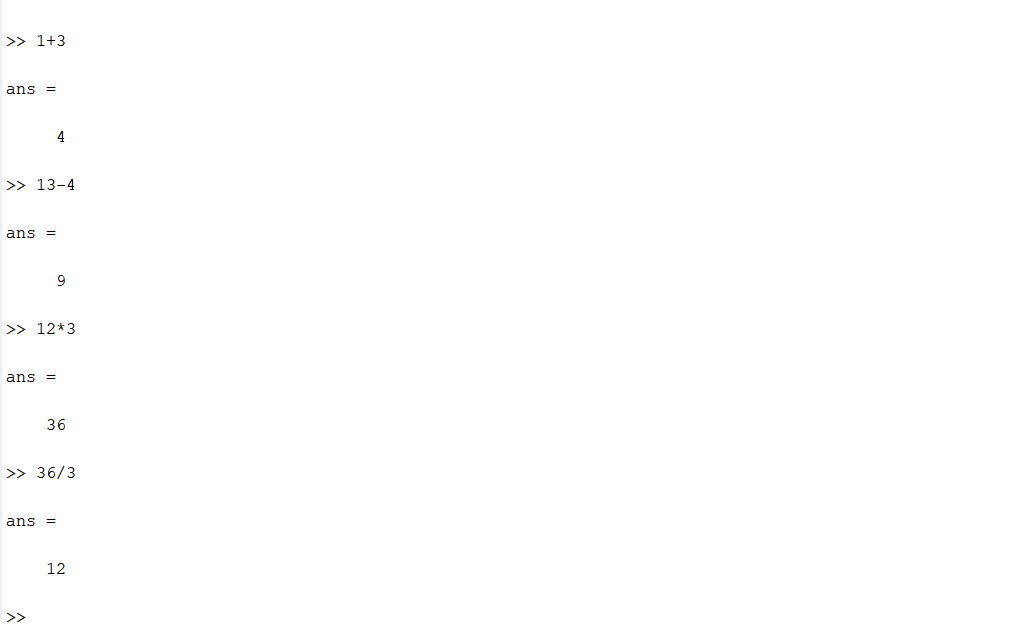 >> 1+3
ans =
4
>> 13-4
ans =
9
>> 12*3
ans =
36
>> 36/3
ans =
12
>>